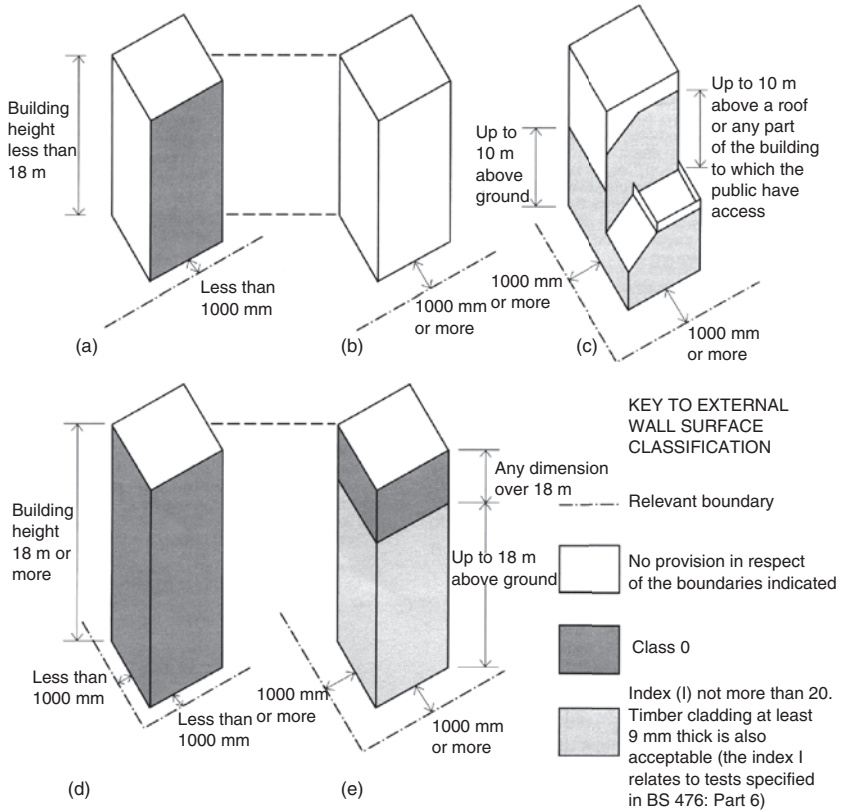 Building
height
less than
18 m
Less than
1000 mm
(a)
1000 mm
or more
(b)
Up to
10 m
above
ground
Up to 10 m
above a roof
or any part
of the building
to which the
public have
access
1000 mm
or more
1000 mm
or more
(c)
Building
height
18 m or
more
Less than
1000 mm
Less than
1000 mm
(d)
Any dimension
over 18 m
Up to 18 m
above ground
1000 mm
or more
1000 mm
or more
(e)
KEY TO EXTERNAL
WALL SURFACE
CLASSIFICATION
Relevant boundary
No provision in respect
of the boundaries indicated
Class 0
Index (I) not more than 20.
Timber cladding at least
9 mm thick is also
acceptable (the index I
relates to tests specified
in BS 476: Part 6)